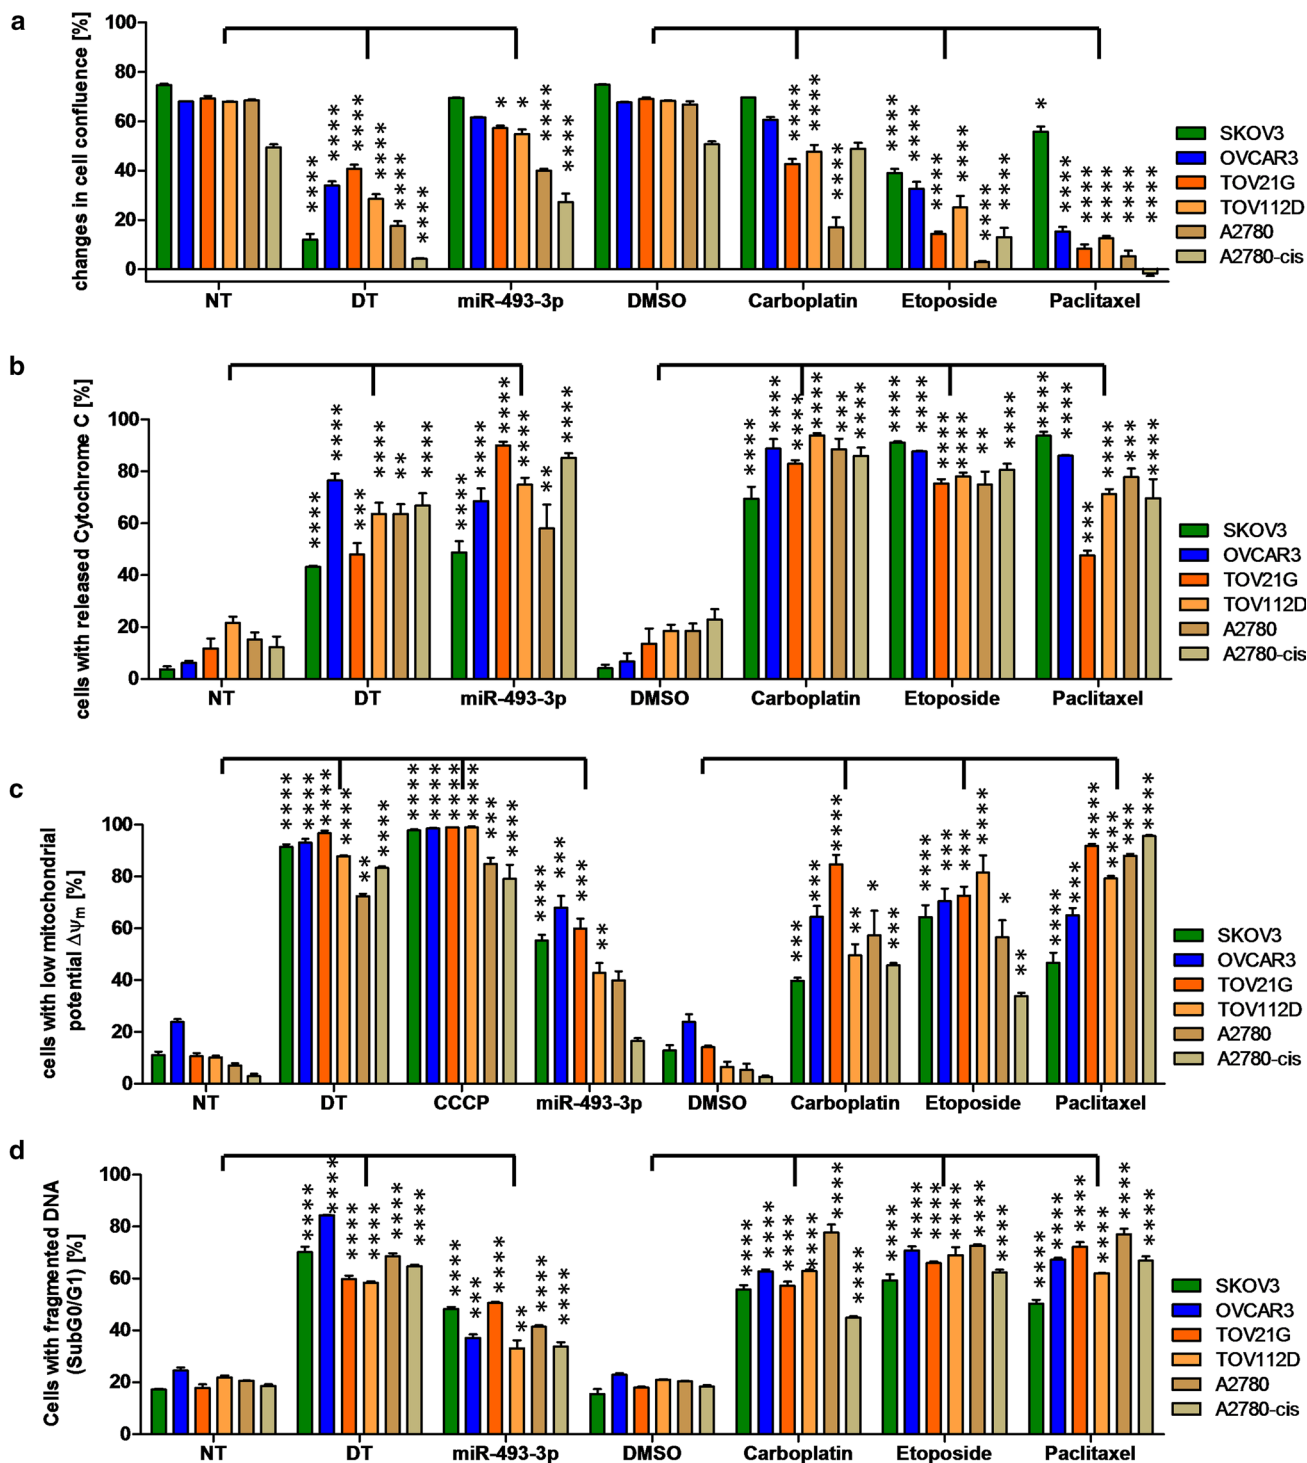 a
changes in cell confluence [%]
100
80
60
40
20
0
NT DT miR-493-3p DMSO Carboplatin Etoposide Paclitaxel
SKOV3
OVCAR3
TOV21G
TOV112D
A2780
A2780-cis
b
cells with released Cytochrome C [%]
100
80
60
40
20
0
NT DT miR-493-3p DMSO Carboplatin Etoposide Paclitaxel
SKOV3
OVCAR3
TOV21G
TOV112D
A2780
A2780-cis
c
cells with low mitochondrial
potential Δψm [%]
100
80
60
40
20
0
NT DT CCCP miR-493-3p DMSO Carboplatin Etoposide Paclitaxel
SKOV3
OVCAR3
TOV21G
TOV112D
A2780
A2780-cis
d
Cells with fragmented DNA
(SubG0/G1) [%]
100
80
60
40
20
0
NT DT miR-493-3p DMSO Carboplatin Etoposide Paclitaxel
SKOV3
OVCAR3
TOV21G
TOV112D
A2780
A2780-cis